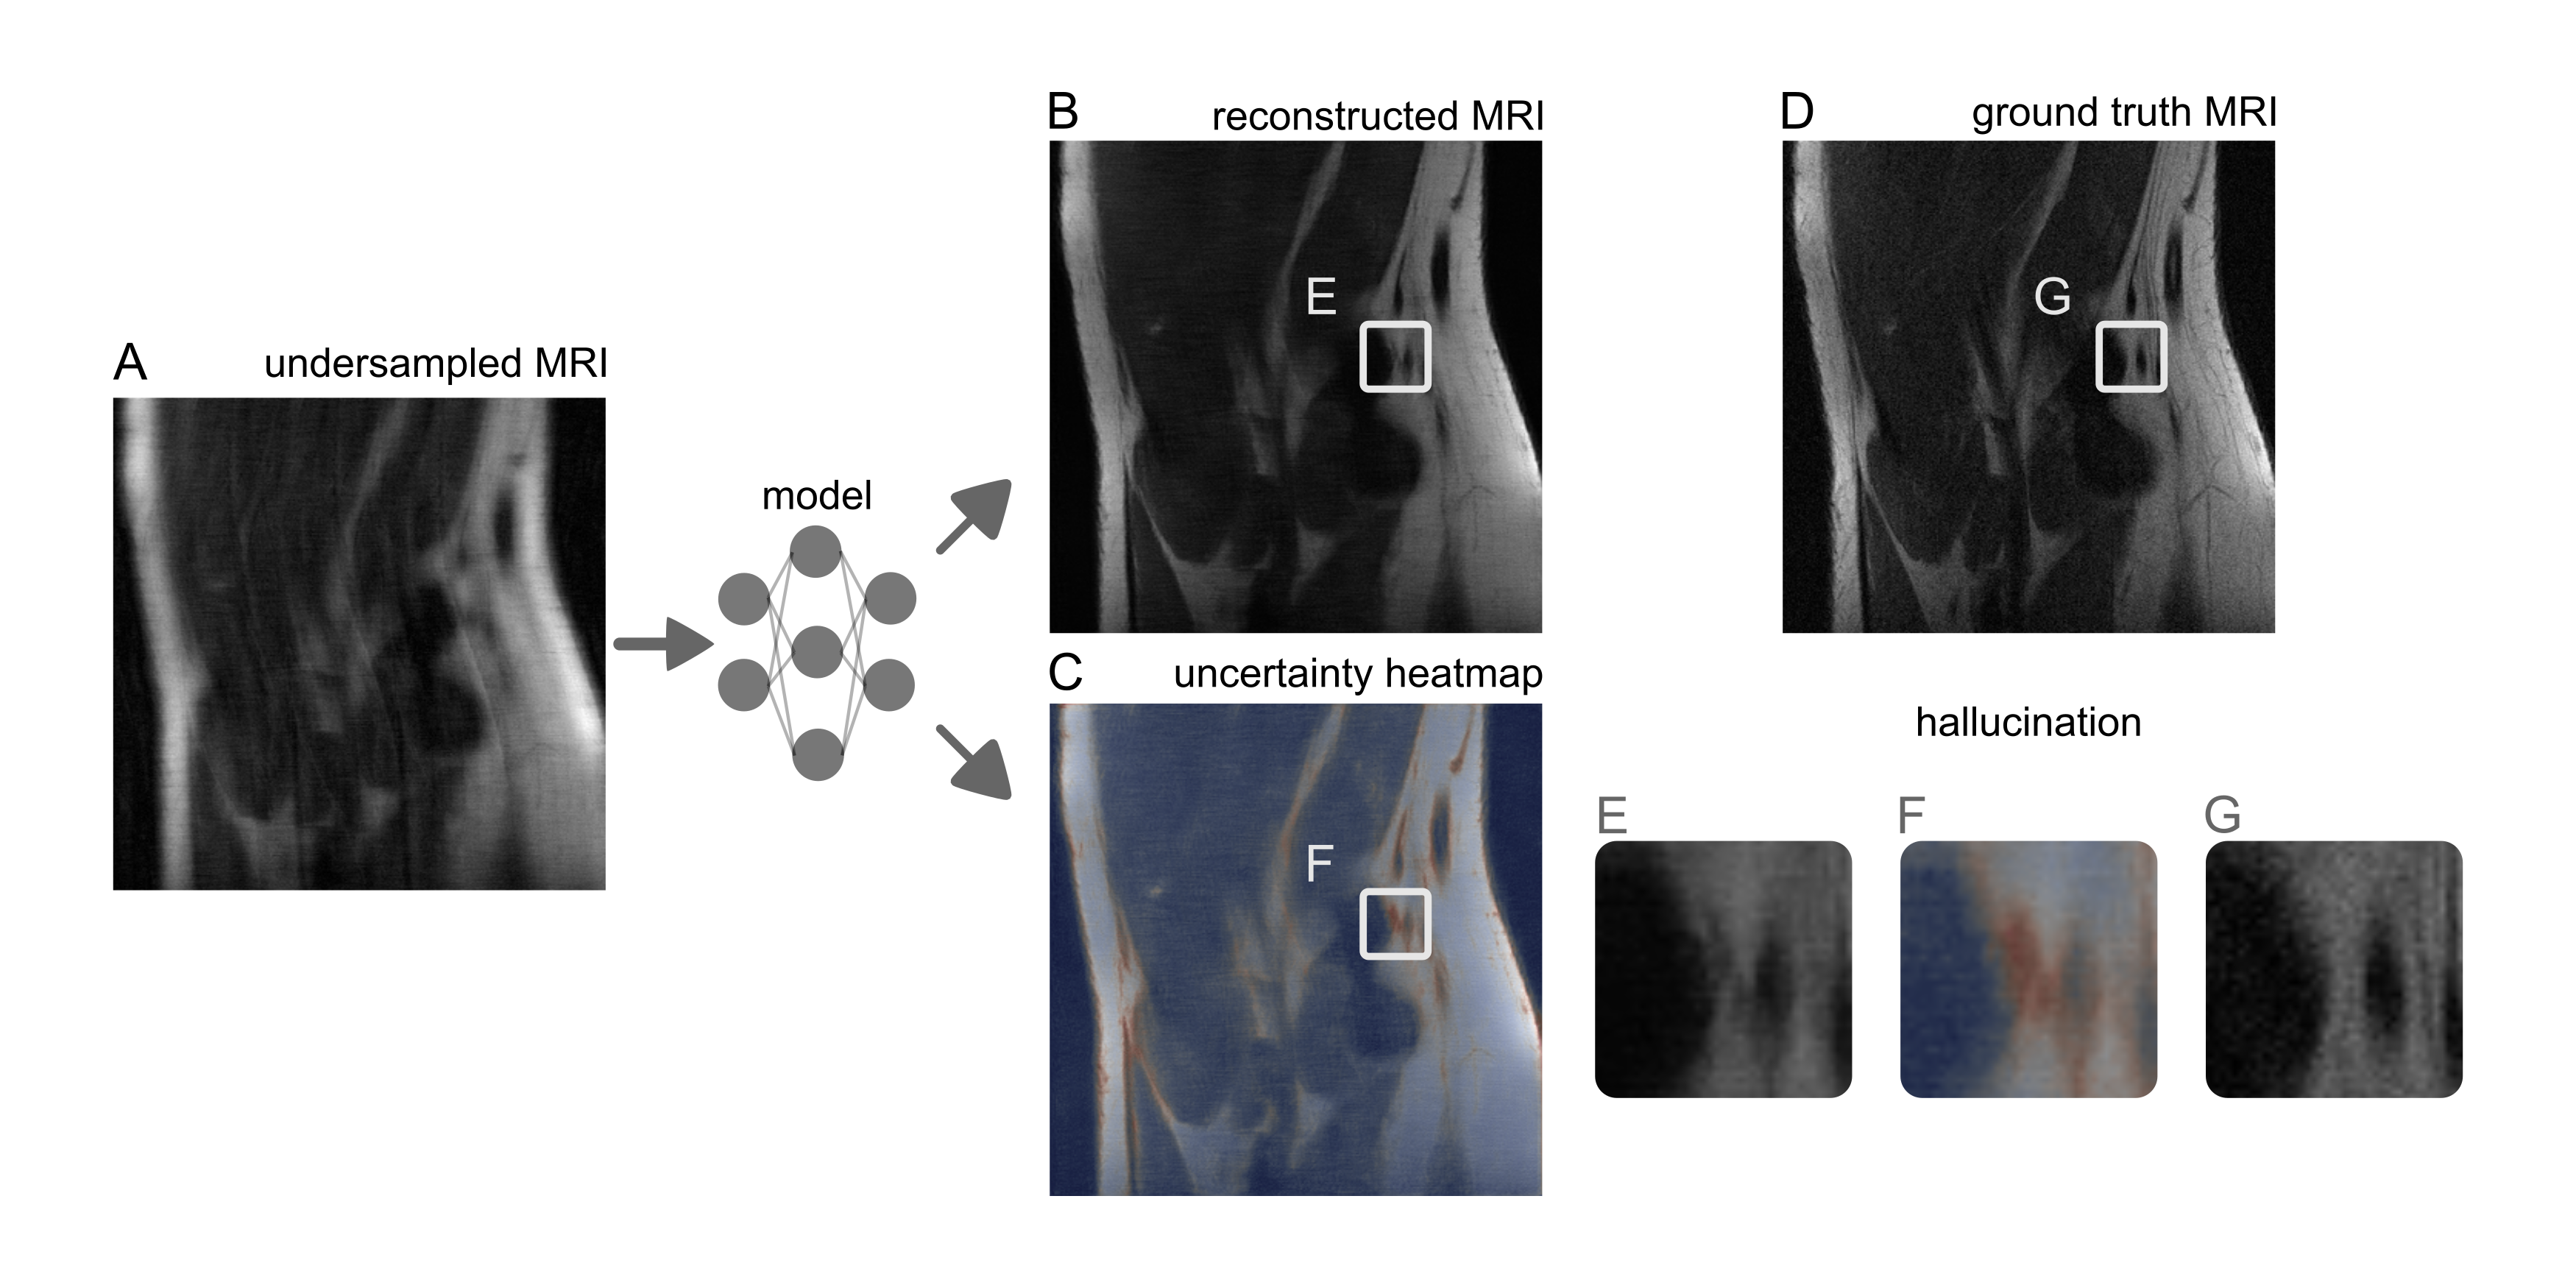 A undersampled MRI
model
B reconstructed MRI
E
C uncertainty heatmap
F
D ground truth MRI
G
hallucination
E F G